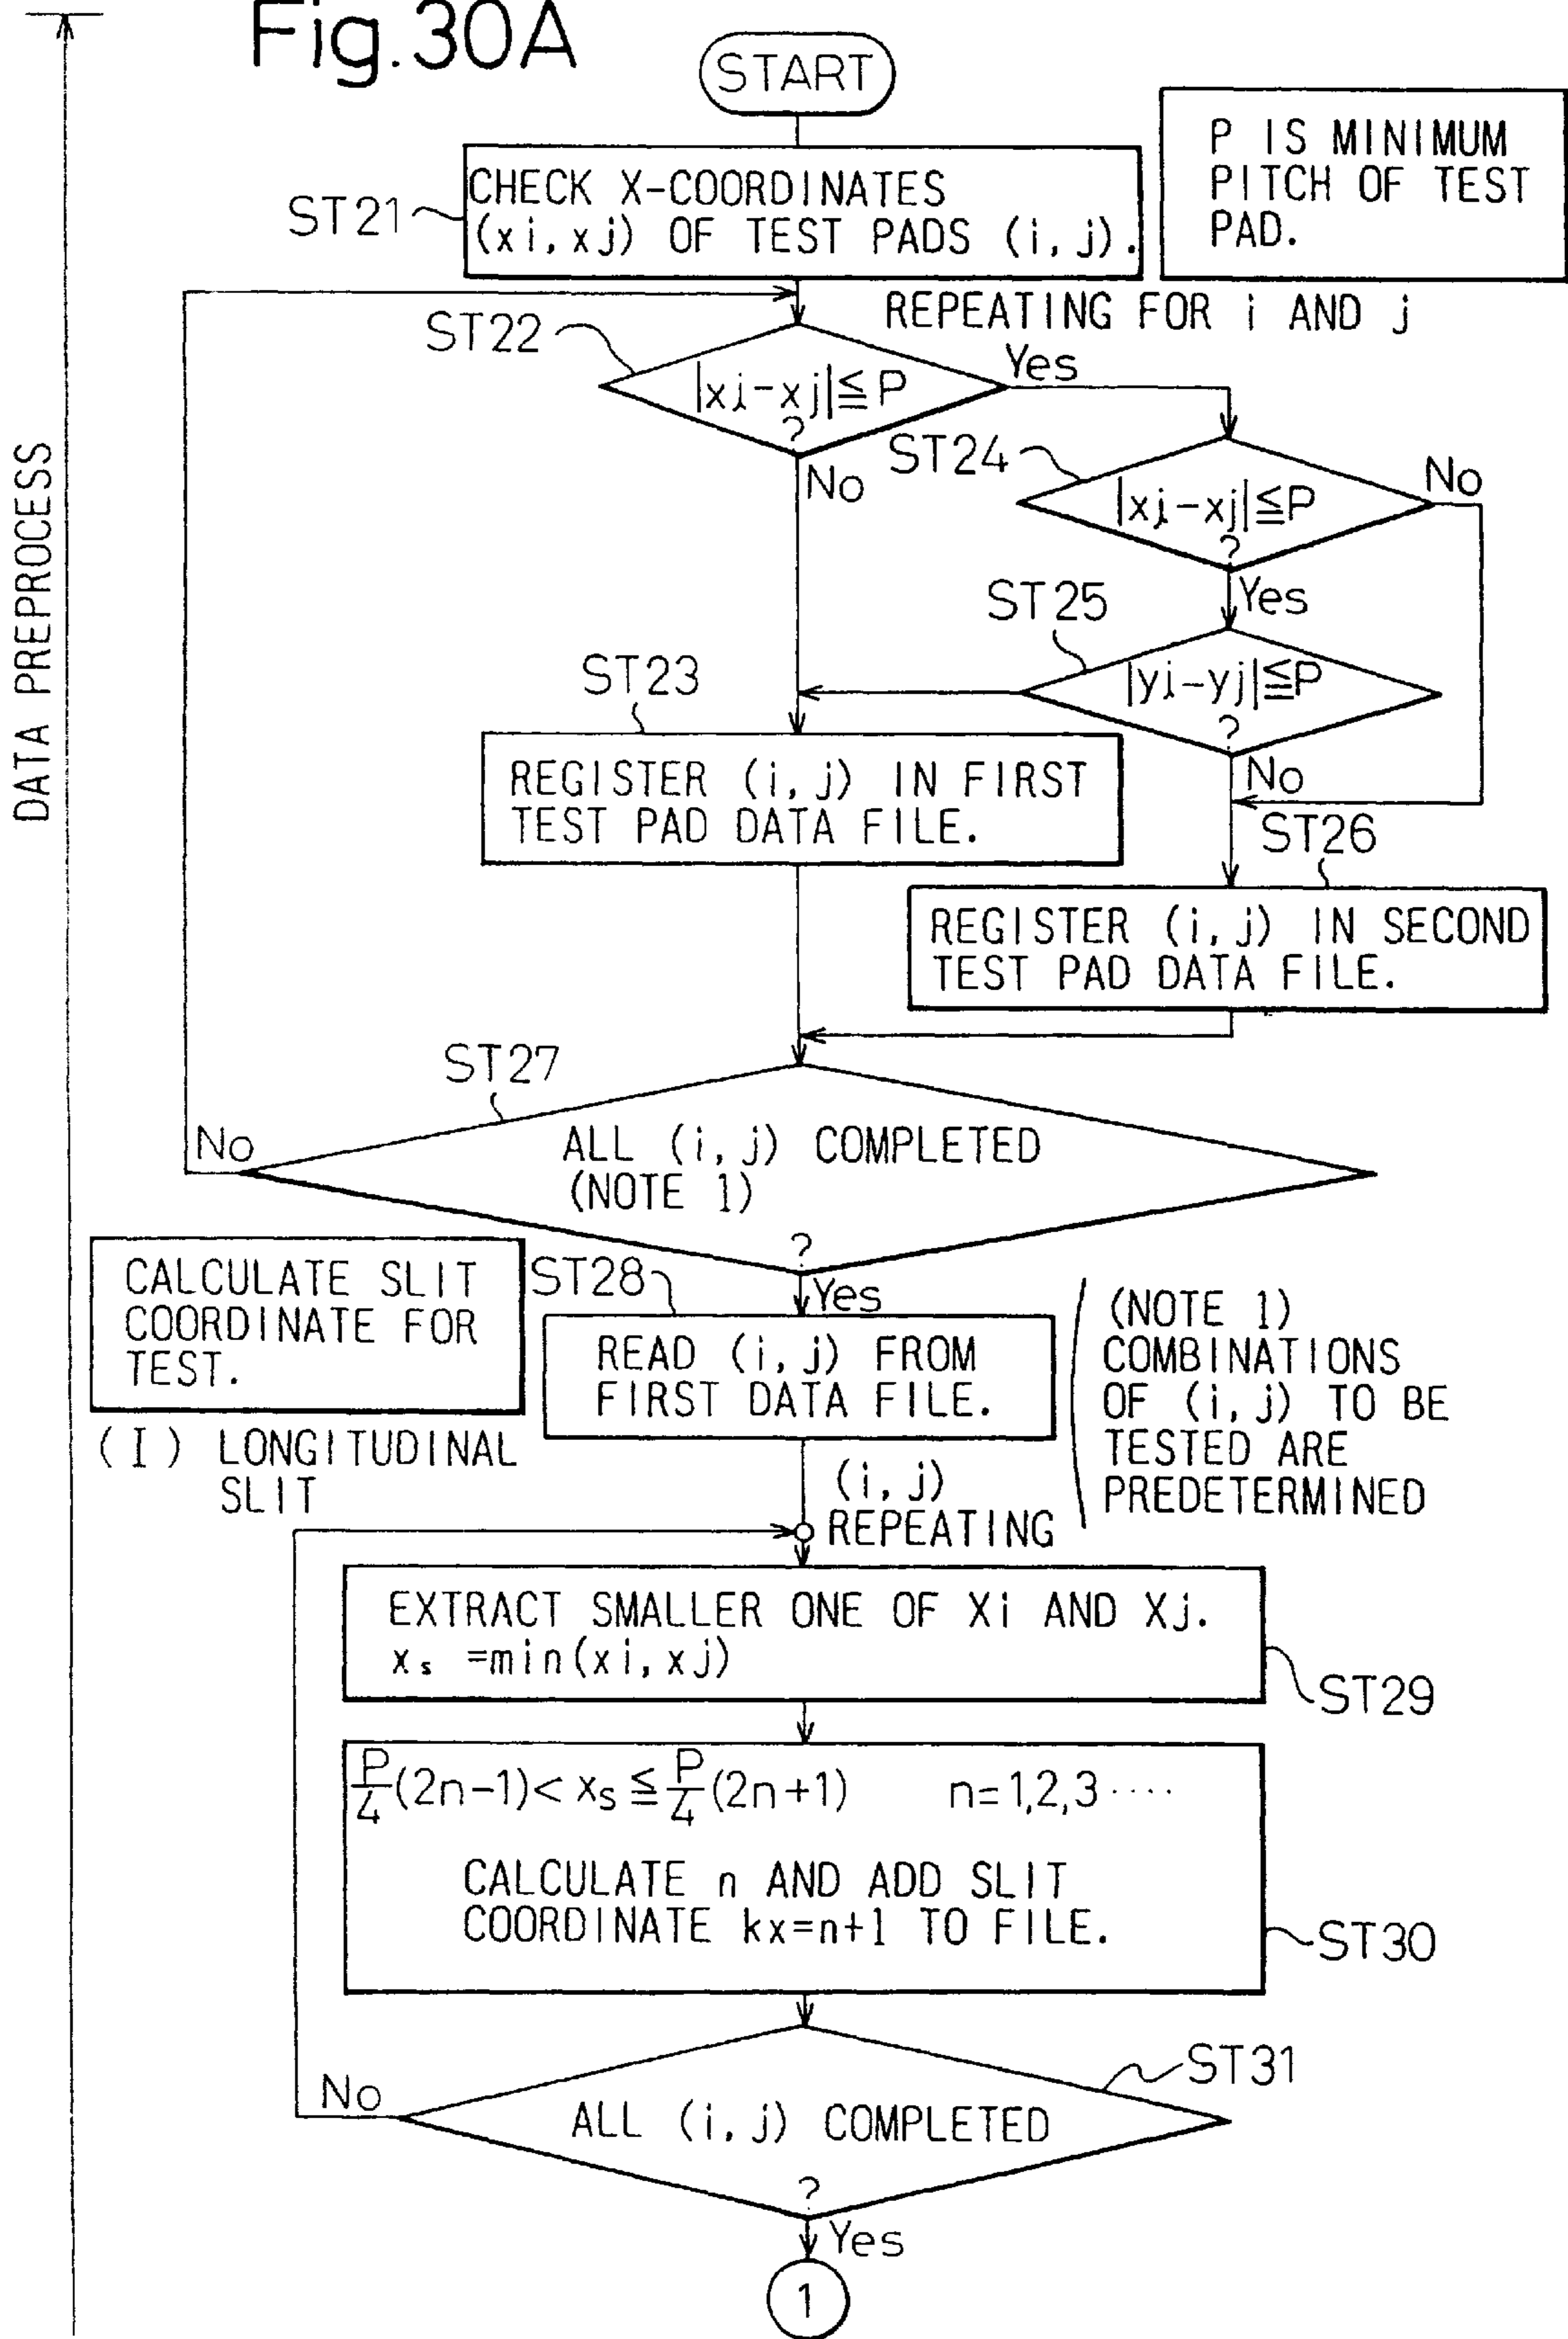 Fig.30A
START
P IS MINIMUM
PITCH OF TEST
PAD.
ST21
CHECK X-COORDINATES
(xi, xj) OF TEST PADS (i, j).
REPEATING FOR i AND j
ST22
|xi-xj|≦P
?
Yes
No
ST24
|xi-xj|≦P
?
No
Yes
ST25
|yi-yj|≦P
?
No
ST23
REGISTER (i, j) IN FIRST
TEST PAD DATA FILE.
ST26
REGISTER (i, j) IN SECOND
TEST PAD DATA FILE.
DATA PREPROCESS
ST27
No
ALL (i, j) COMPLETED
(NOTE 1)
?
Yes
CALCULATE SLIT
COORDINATE FOR
TEST.
(I) LONGITUDINAL
SLIT
ST28
READ (i, j) FROM
FIRST DATA FILE.
(NOTE 1)
COMBINATIONS
OF (i, j) TO BE
TESTED ARE
PREDETERMINED
(i, j)
REPEATING
EXTRACT SMALLER ONE OF Xi AND Xj.
xs =min(xi, xj)
ST29
P/4(2n-1)< xs ≦ P/4(2n+1) n=1,2,3 ····
CALCULATE n AND ADD SLIT
COORDINATE kx=n+1 TO FILE.
ST30
ST31
No
ALL (i, j) COMPLETED
?
Yes
1